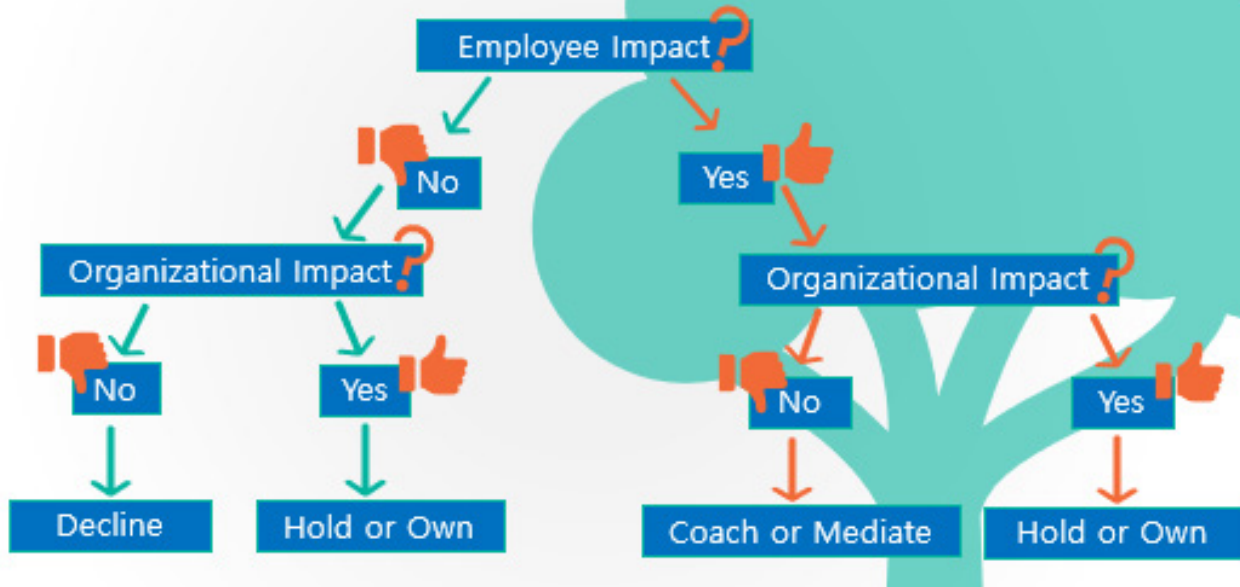 Employee Impact?
No
Yes
Organizational Impact?
Organizational Impact?
No
Yes
No
Yes
Decline
Hold or Own
Coach or Mediate
Hold or Own